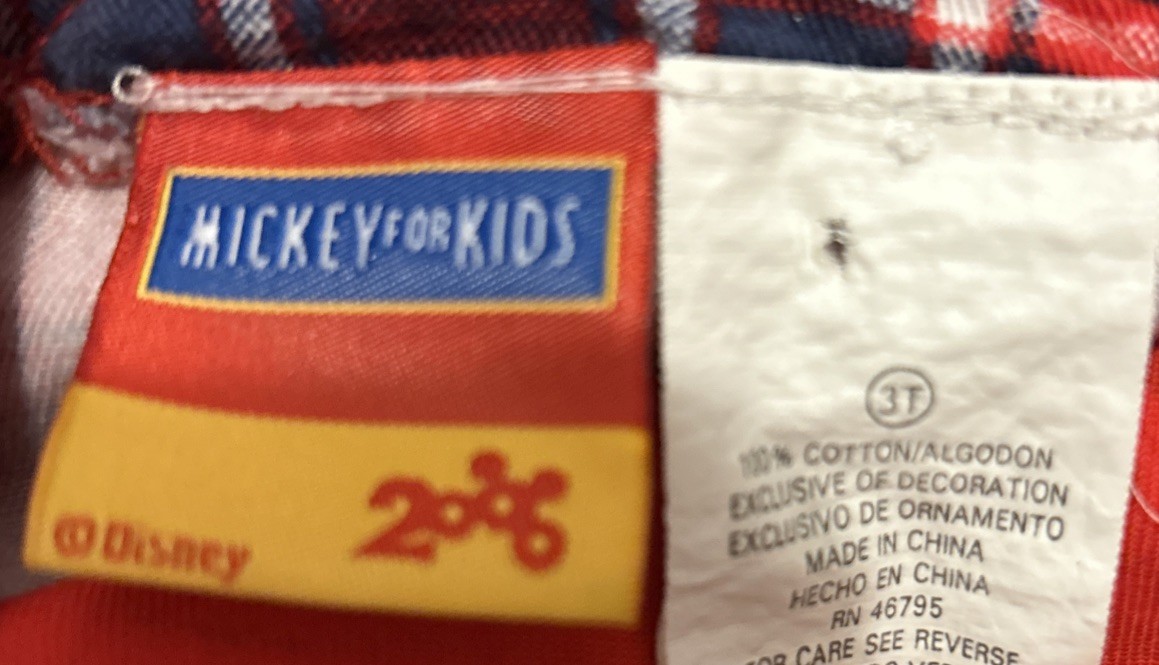 MICKEY FOR KIDS
© Disney
2006
3T
100% COTTON/ALGODON
EXCLUSIVE OF DECORATION
EXCLUSIVO DE ORNAMENTO
MADE IN CHINA
HECHO EN CHINA
RN 46795
FOR CARE SEE REVERSE